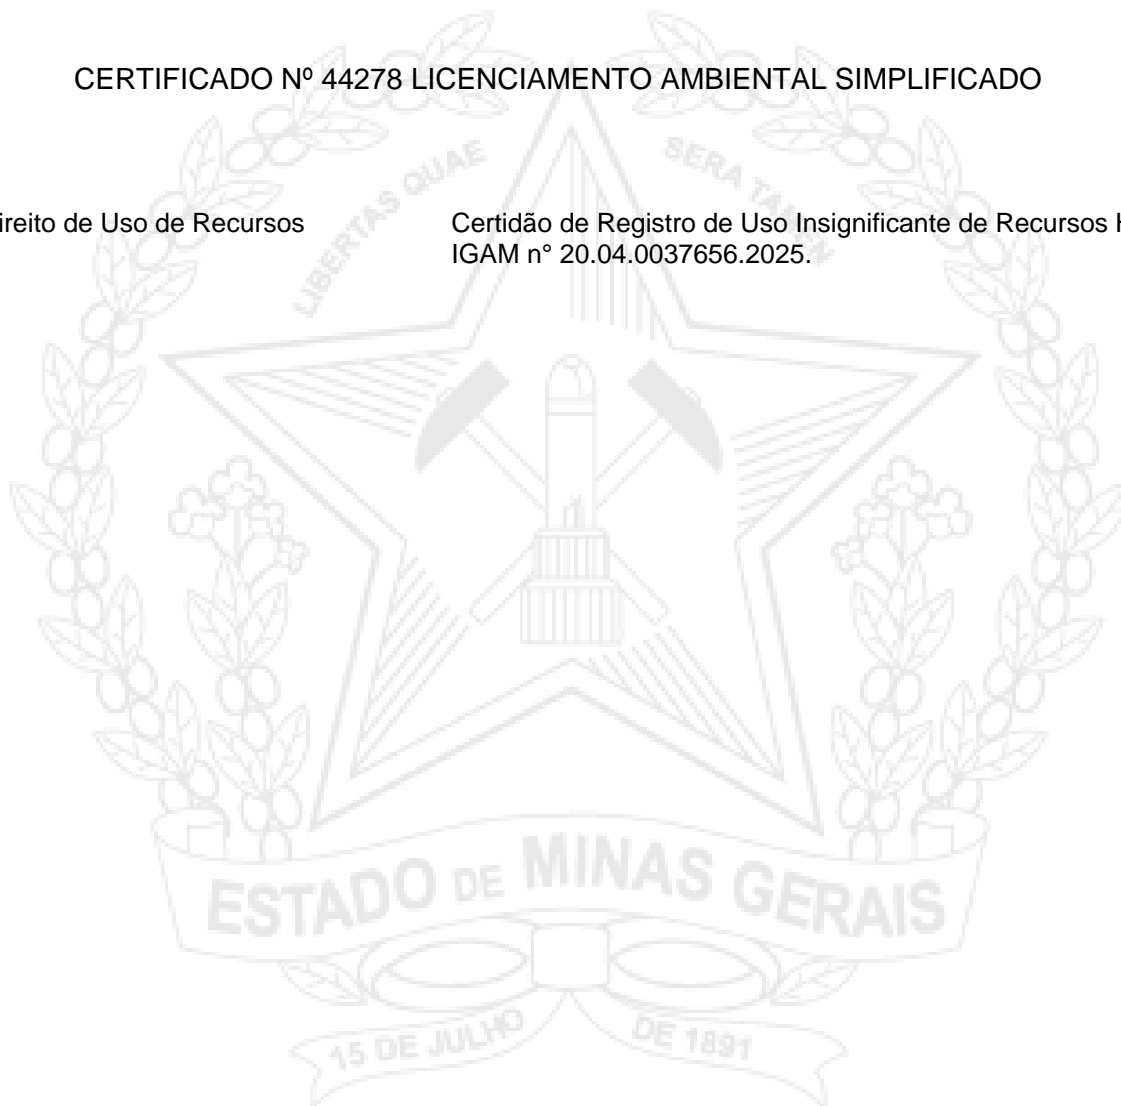 CERTIFICADO Nº 44278 LICENCIAMENTO AMBIENTAL SIMPLIFICADO
LIBERTAS QUAE SERA TAMEN
ireito de Uso de Recursos
Certidão de Registro de Uso Insignificante de Recursos H
IGAM n° 20.04.0037656.2025.
ESTADO DE MINAS GERAIS
15 DE JULHO DE 1891